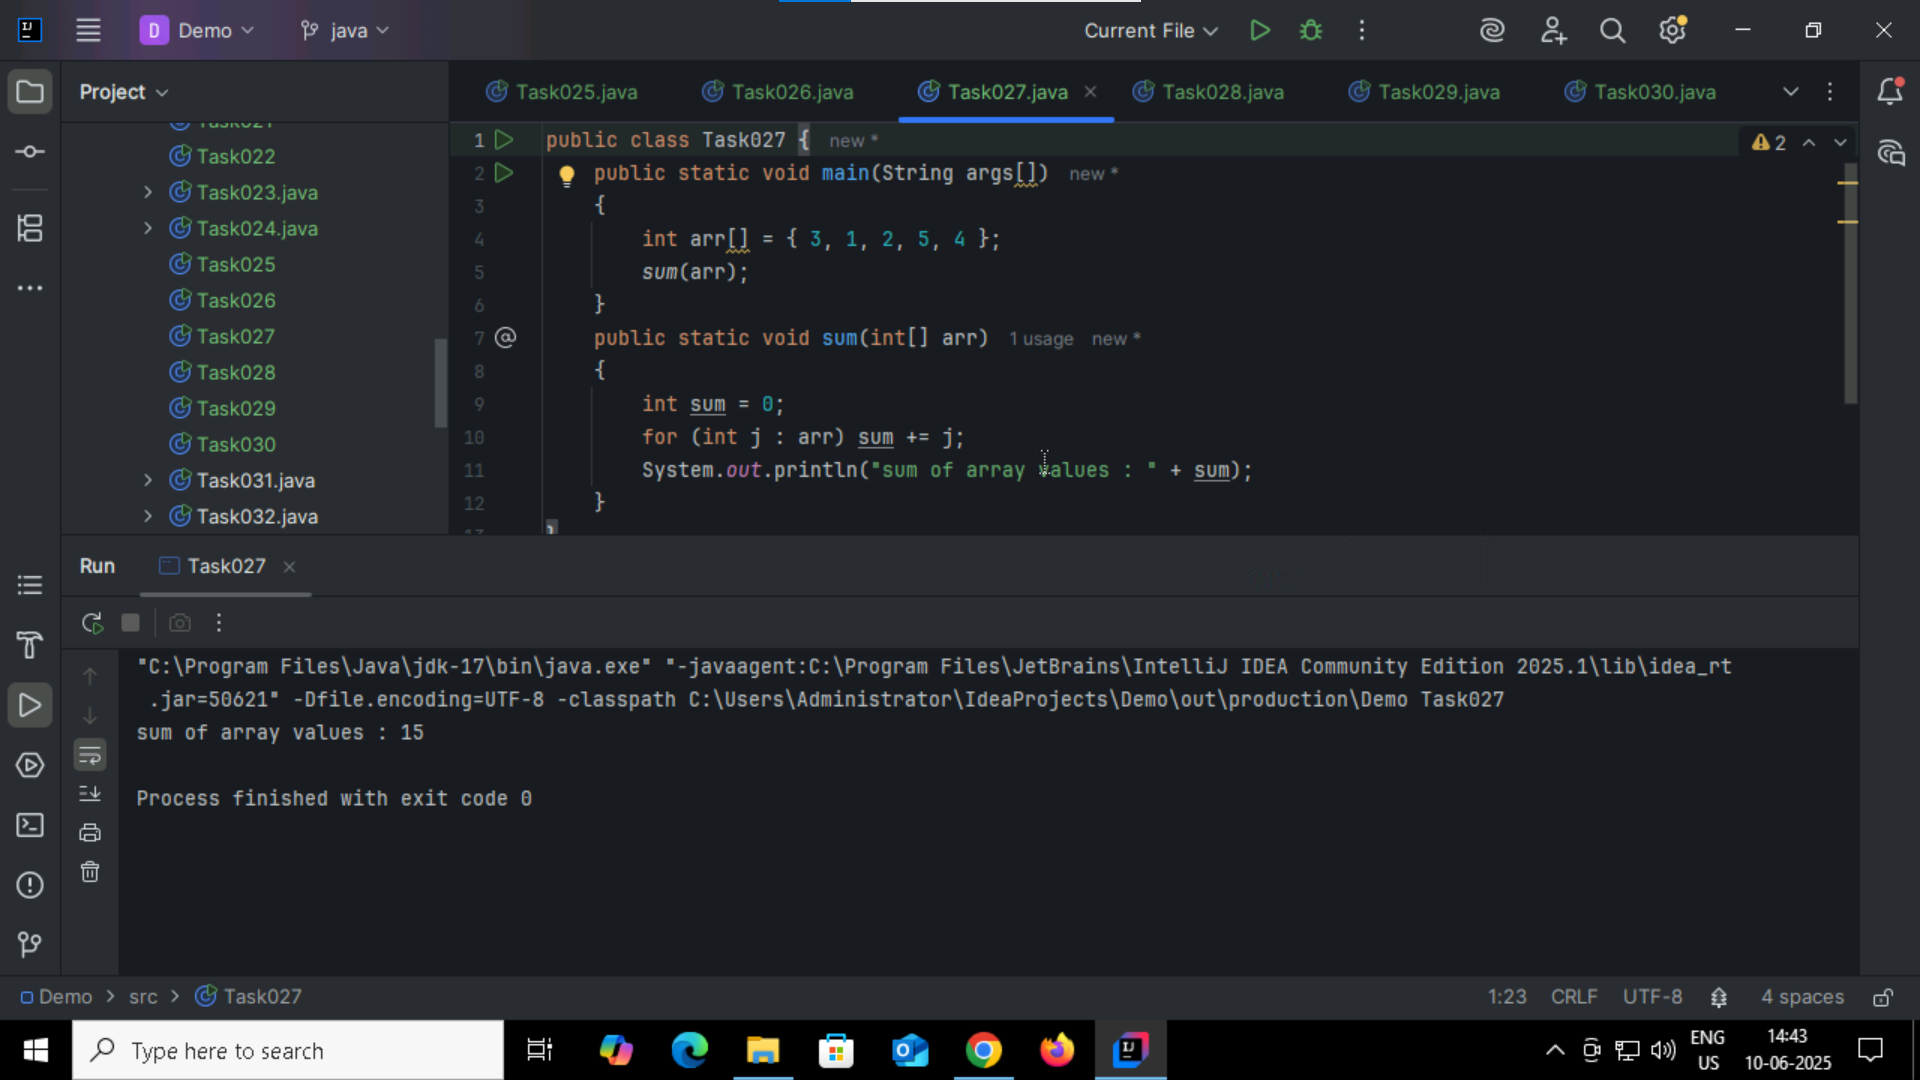 D Demo java Current File
Project
Task025.java Task026.java Task027.java Task028.java Task029.java Task030.java
Task021
Task022
Task023.java
Task024.java
Task025
Task026
Task027
Task028
Task029
Task030
Task031.java
Task032.java
2
1 public class Task027 { new *
2 public static void main(String args[]) new *
3 {
4 int arr[] = { 3, 1, 2, 5, 4 };
5 sum(arr);
6 }
7 @ public static void sum(int[] arr) 1 usage new *
8 {
9 int sum = 0;
10 for (int j : arr) sum += j;
11 System.out.println("sum of array values : " + sum);
12 }
13 }
Run Task027
"C:\Program Files\Java\jdk-17\bin\java.exe" "-javaagent:C:\Program Files\JetBrains\IntelliJ IDEA Community Edition 2025.1\lib\idea_rt
.jar=50621" -Dfile.encoding=UTF-8 -classpath C:\Users\Administrator\IdeaProjects\Demo\out\production\Demo Task027
sum of array values : 15
Process finished with exit code 0
Demo > src > Task027 1:23 CRLF UTF-8 4 spaces
Type here to search
ENG
US
14:43
10-06-2025